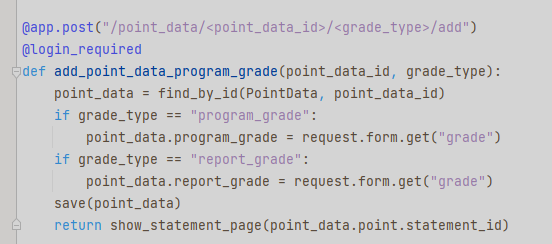 @app.post("/point_data/<point_data_id>/<grade_type>/add")
@login_required
def add_point_data_program_grade(point_data_id, grade_type):
    point_data = find_by_id(PointData, point_data_id)
    if grade_type == "program_grade":
        point_data.program_grade = request.form.get("grade")
    if grade_type == "report_grade":
        point_data.report_grade = request.form.get("grade")
    save(point_data)
    return show_statement_page(point_data.point.statement_id)